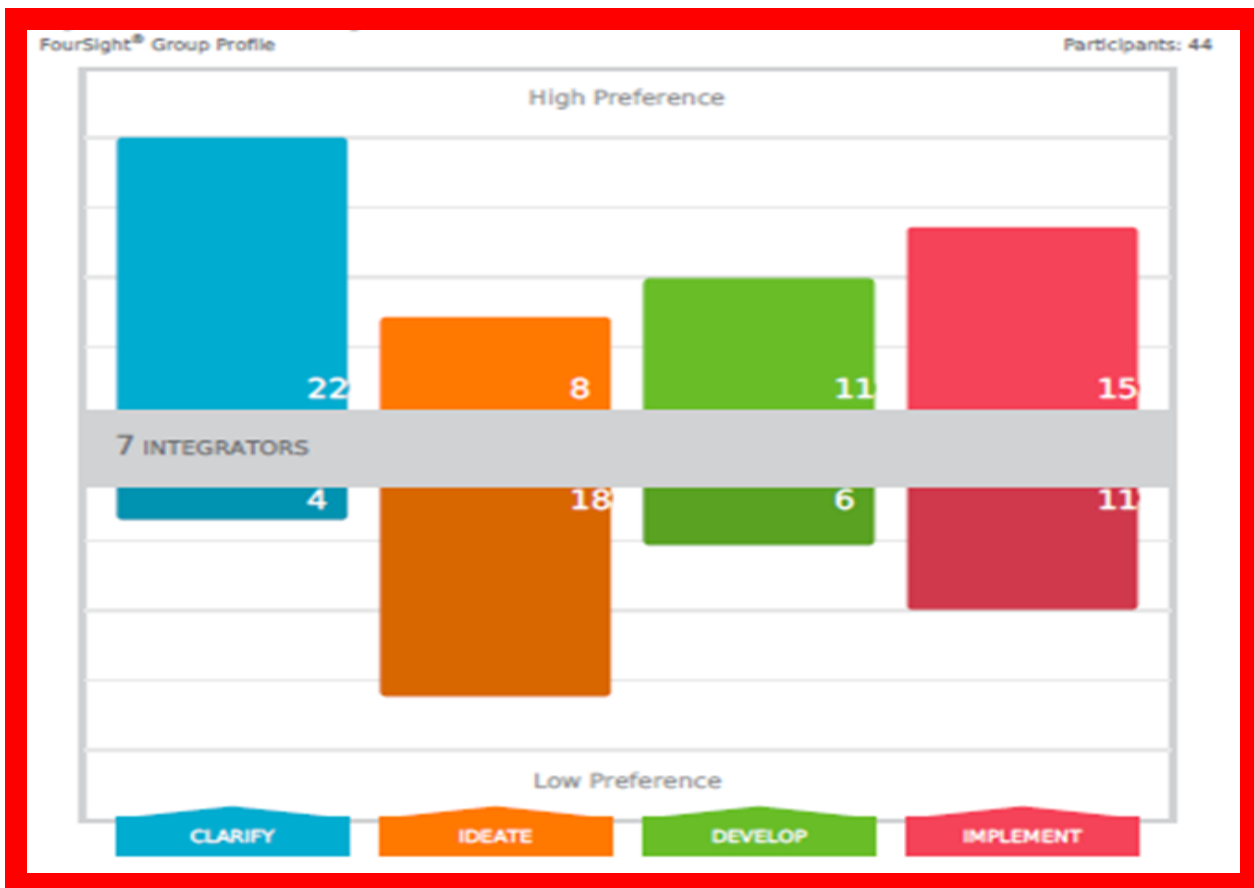 FourSight® Group Profile
Participants: 44
High Preference
22
8
11
15
7 INTEGRATORS
4
18
6
11
Low Preference
CLARIFY
IDEATE
DEVELOP
IMPLEMENT